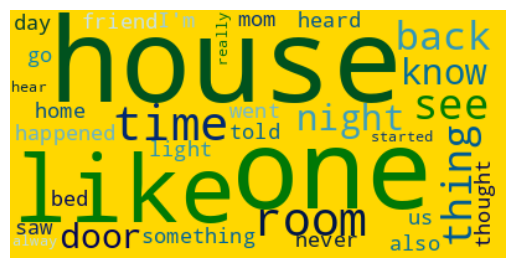 day
friend
I'm
really
mom
heard
back
go
house
know
hear
see
home
time
went
night
happened
told
started
light
like
one
thing
thought
bed
room
us
saw
door
something
never
also
alway